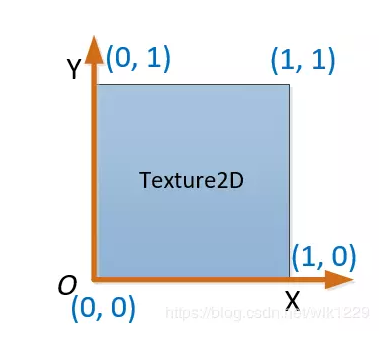 Y (0, 1) (1, 1)
Texture2D
(1, 0)
O
(0, 0) X
https://blog.csdn.net/wlk1229